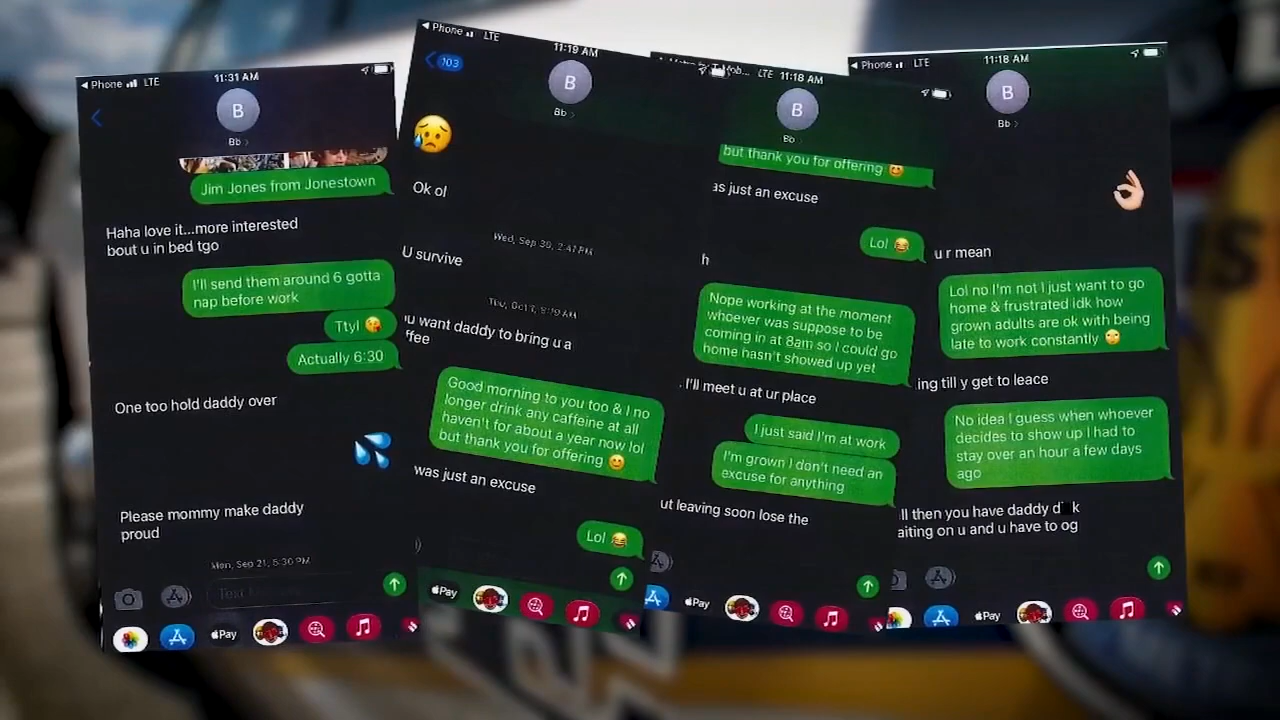 Phone LTE
11:31 AM
B
Bb
Jim Jones from Jonestown
Haha love it...more interested
bout u in bed tgo
I'll send them around 6 gotta
nap before work
Ttyl 😘
Actually 6:30
One too hold daddy over
💦
Please mommy make daddy
proud
Mon, Sep 21, 5:30 PM
Pay
Phone LTE
11:19 AM
103
B
Bb
😥
Ok ol
Wed, Sep 30, 2:41 PM
U survive
u want daddy to bring u a
ffee
Good morning to you too & I no
longer drink any caffeine at all
haven't for about a year now lol
but thank you for offering 😊
was just an excuse
Lol 😂
Pay
LTE
11:18 AM
B
Bb
but thank you for offering 😊
as just an excuse
Lol 😂
h
Nope working at the moment
whoever was suppose to be
coming in at 8am so I could go
home hasn't showed up yet
. I'll meet u at ur place
I just said I'm at work
I'm grown I don't need an
excuse for anything
ut leaving soon lose the
Pay
Phone LTE
11:18 AM
B
Bb
👌🏻
u r mean
Lol no I'm not I just want to go
home & frustrated idk how
grown adults are ok with being
late to work constantly 🙄
ing till y get to leace
No idea I guess when whoever
decides to show up I had to
stay over an hour a few days
ago
ll then you have daddy d k
aiting on u and u have to og
Pay